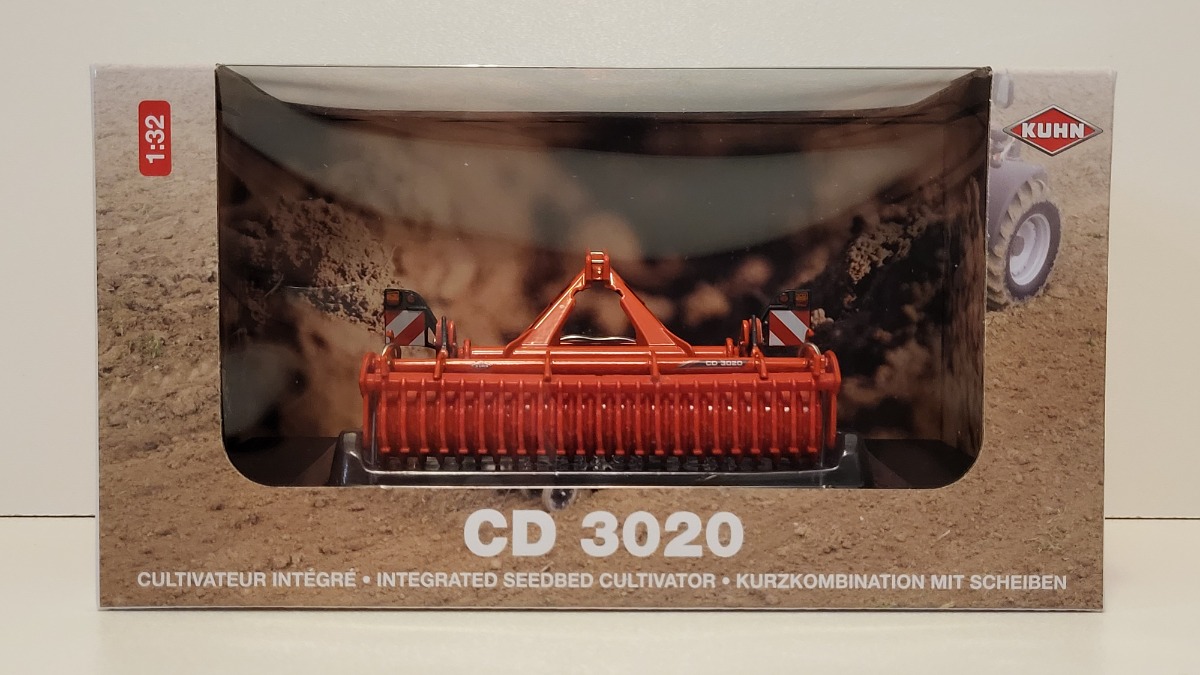 1:32
KUHN
CD 3020
CD 3020
CULTIVATEUR INTÉGRÉ • INTEGRATED SEEDBED CULTIVATOR • KURZKOMBINATION MIT SCHEIBEN